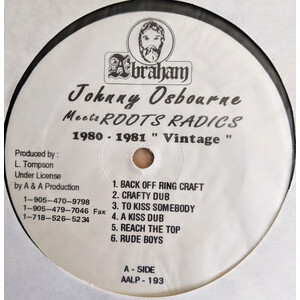 Abraham
Johnny Osbourne
Meets ROOTS RADICS
1980 - 1981 " Vintage "
Produced by :
L. Tompson
Under License
by A & A Production
1-905-470-9798
1-905-479-7046 Fax
1-718-526-5234
1. BACK OFF RING CRAFT
2. CRAFTY DUB
3. TO KISS SOMEBODY
4. A KISS DUB
5. REACH THE TOP
6. RUDE BOYS
A - SIDE
AALP - 193